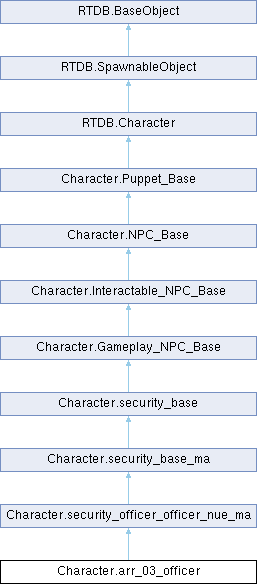 RTDB.BaseObject
RTDB.SpawnableObject
RTDB.Character
Character.Puppet_Base
Character.NPC_Base
Character.Interactable_NPC_Base
Character.Gameplay_NPC_Base
Character.security_base
Character.security_base_ma
Character.security_officer_officer_nue_ma
Character.arr_03_officer